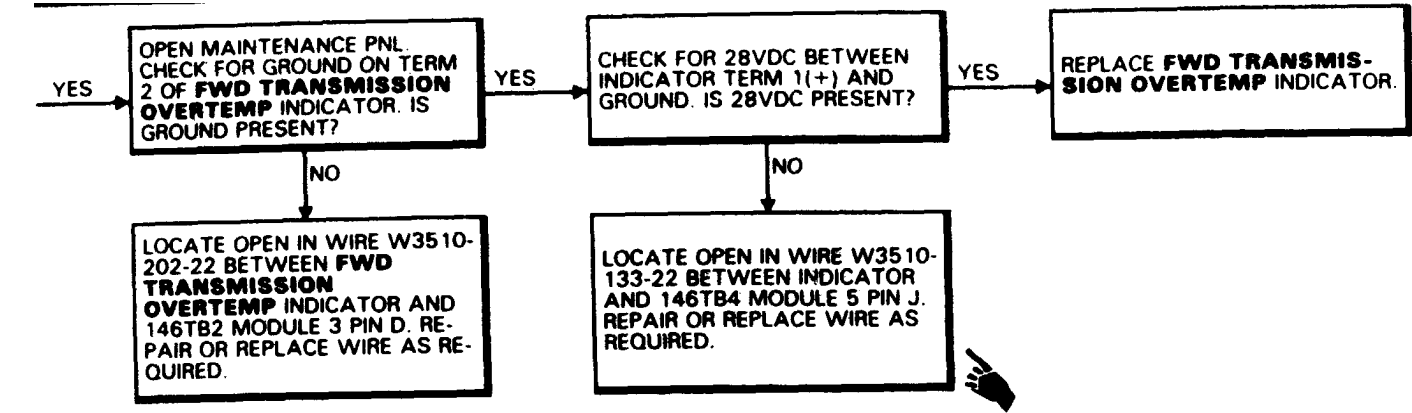 YES
OPEN MAINTENANCE PNL.
CHECK FOR GROUND ON TERM
2 OF FWD TRANSMISSION
OVERTEMP INDICATOR. IS
GROUND PRESENT?
YES
CHECK FOR 28VDC BETWEEN
INDICATOR TERM 1(+) AND
GROUND. IS 28VDC PRESENT?
YES
REPLACE FWD TRANSMIS-
SION OVERTEMP INDICATOR.
NO
NO
LOCATE OPEN IN WIRE W3510-
202-22 BETWEEN FWD
TRANSMISSION
OVERTEMP INDICATOR AND
146TB2 MODULE 3 PIN D. RE-
PAIR OR REPLACE WIRE AS RE-
QUIRED.
LOCATE OPEN IN WIRE W3510-
133-22 BETWEEN INDICATOR
AND 146TB4 MODULE 5 PIN J.
REPAIR OR REPLACE WIRE AS
REQUIRED.